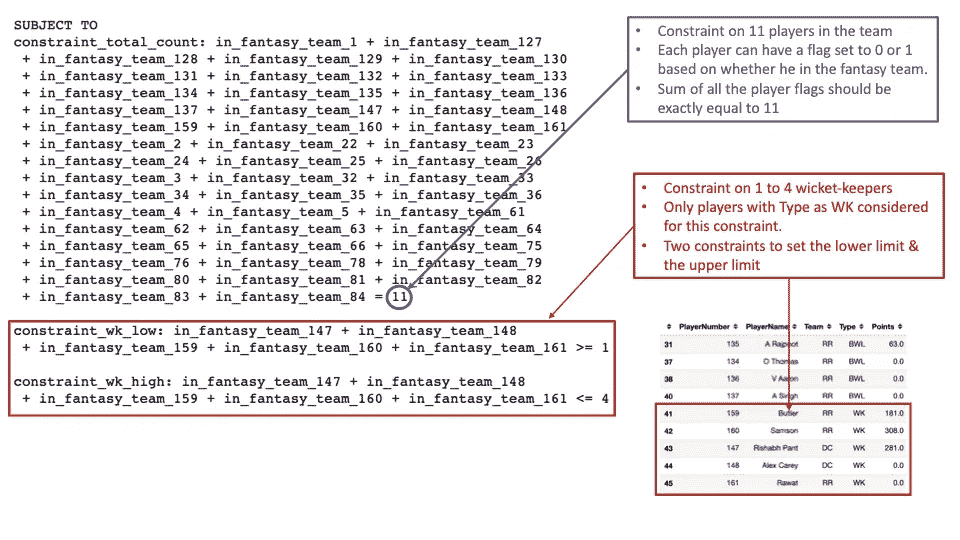 SUBJECT TO
constraint_total_count: in_fantasy_team_1 + in_fantasy_team_127
+ in_fantasy_team_128 + in_fantasy_team_129 + in_fantasy_team_130
+ in_fantasy_team_131 + in_fantasy_team_132 + in_fantasy_team_133
+ in_fantasy_team_134 + in_fantasy_team_135 + in_fantasy_team_136
+ in_fantasy_team_137 + in_fantasy_team_147 + in_fantasy_team_148
+ in_fantasy_team_159 + in_fantasy_team_160 + in_fantasy_team_161
+ in_fantasy_team_2 + in_fantasy_team_22 + in_fantasy_team_23
+ in_fantasy_team_24 + in_fantasy_team_25 + in_fantasy_team_26
+ in_fantasy_team_3 + in_fantasy_team_32 + in_fantasy_team_33
+ in_fantasy_team_34 + in_fantasy_team_35 + in_fantasy_team_36
+ in_fantasy_team_4 + in_fantasy_team_5 + in_fantasy_team_61
+ in_fantasy_team_62 + in_fantasy_team_63 + in_fantasy_team_64
+ in_fantasy_team_65 + in_fantasy_team_66 + in_fantasy_team_75
+ in_fantasy_team_76 + in_fantasy_team_78 + in_fantasy_team_79
+ in_fantasy_team_80 + in_fantasy_team_81 + in_fantasy_team_82
+ in_fantasy_team_83 + in_fantasy_team_84 = 11
constraint_wk_low: in_fantasy_team_147 + in_fantasy_team_148
+ in_fantasy_team_159 + in_fantasy_team_160 + in_fantasy_team_161 >= 1
constraint_wk_high: in_fantasy_team_147 + in_fantasy_team_148
+ in_fantasy_team_159 + in_fantasy_team_160 + in_fantasy_team_161 <= 4
• Constraint on 11 players in the team
• Each player can have a flag set to 0 or 1
based on whether he in the fantasy team.
• Sum of all the player flags should be
exactly equal to 11
• Constraint on 1 to 4 wicket-keepers
• Only players with Type as WK considered
for this constraint.
• Two constraints to set the lower limit &
the upper limit
PlayerNumber PlayerName Team Type Points
31 135 A Rajpoot RR BWL 63.0
37 134 O Thomas RR BWL 0.0
38 136 V Aaron RR BWL 0.0
40 137 A Singh RR BWL 0.0
41 159 Butler RR WK 181.0
42 160 Samson RR WK 308.0
43 147 Rishabh Pant DC WK 281.0
44 148 Alex Carey DC WK 0.0
45 161 Rawat RR WK 0.0